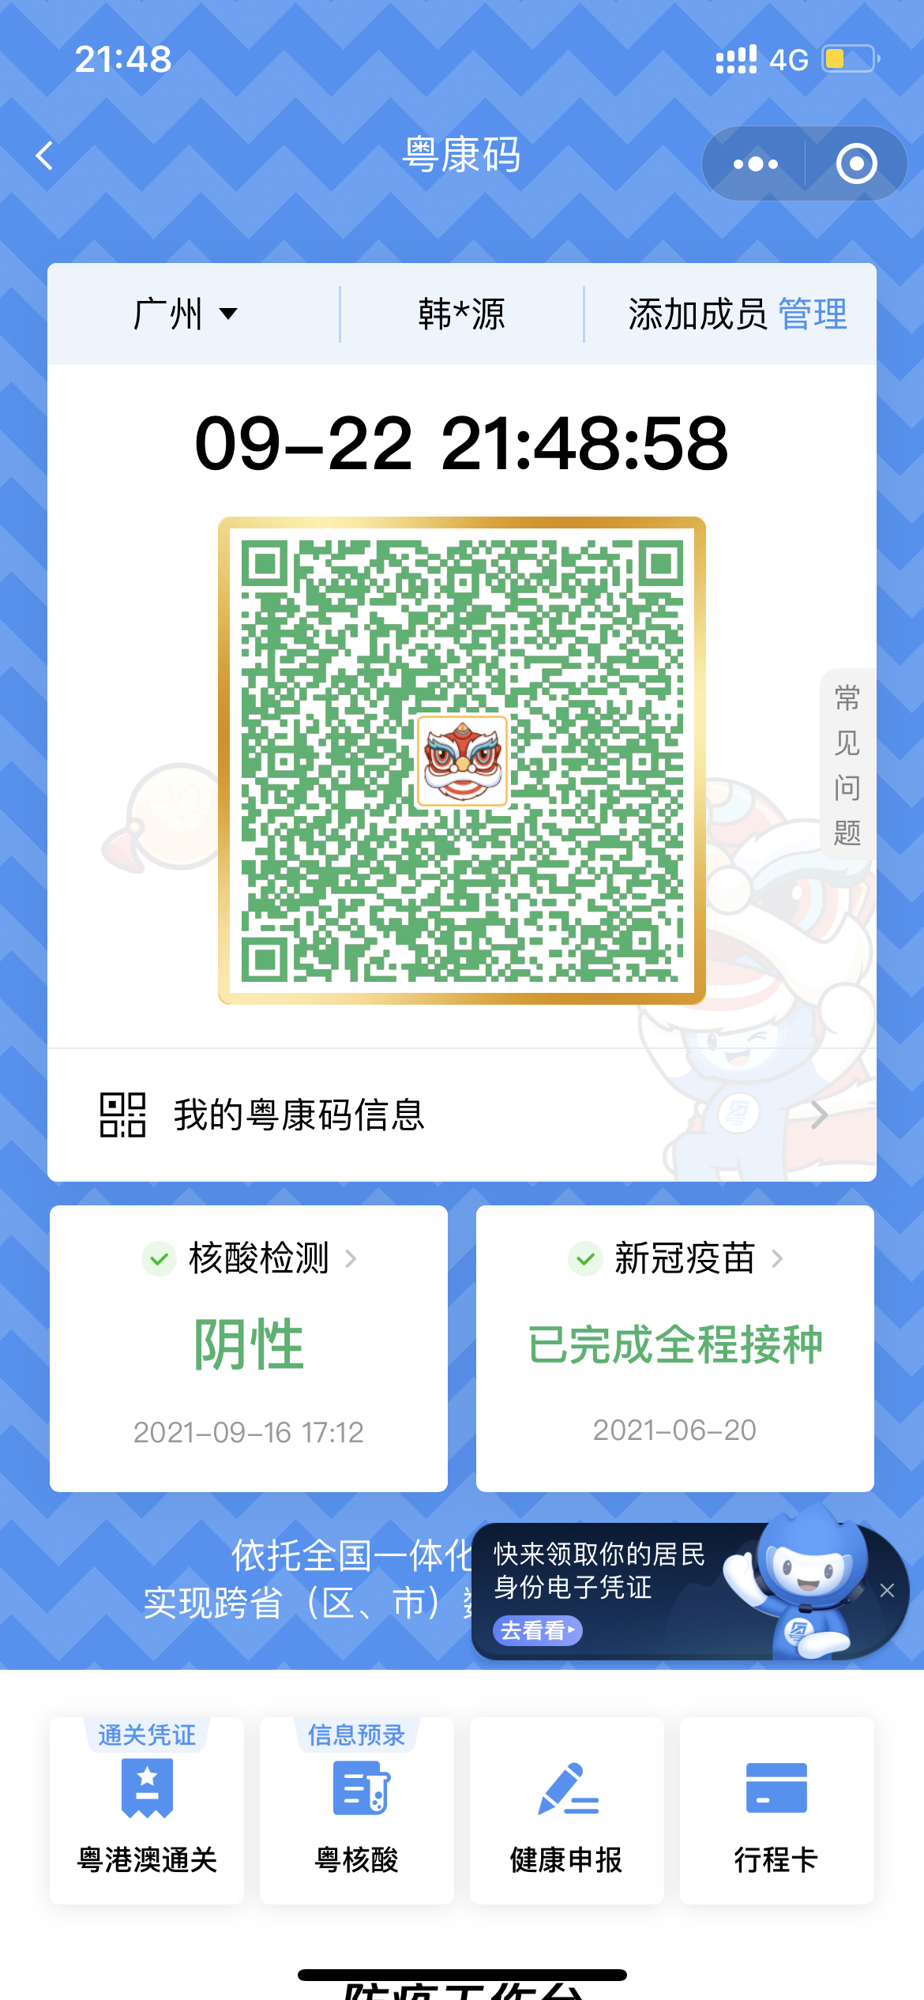 21:48
4G
粤康码
广州
韩*源
添加成员 管理
09-22 21:48:58
常见问题
我的粤康码信息
核酸检测
阴性
2021-09-16 17:12
新冠疫苗
已完成全程接种
2021-06-20
依托全国一体化
实现跨省（区、市）
快来领取你的居民
身份电子凭证
去看看
通关凭证
粤港澳通关
信息预录
粤核酸
健康申报
行程卡
防疫工作台